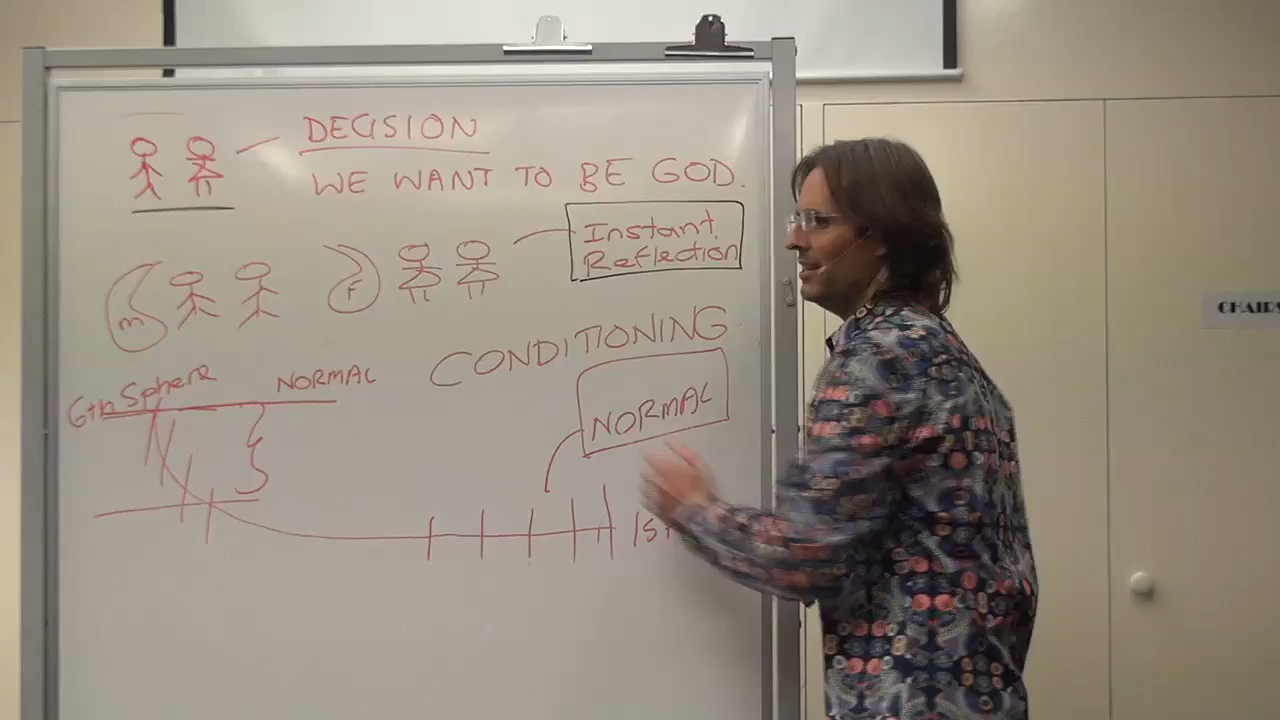 DECISION
WE WANT TO BE GOD.
Instant
Reflection
m
F
CONDITIONING
6th Sphere
NORMAL
NORMAL
CHAIRS